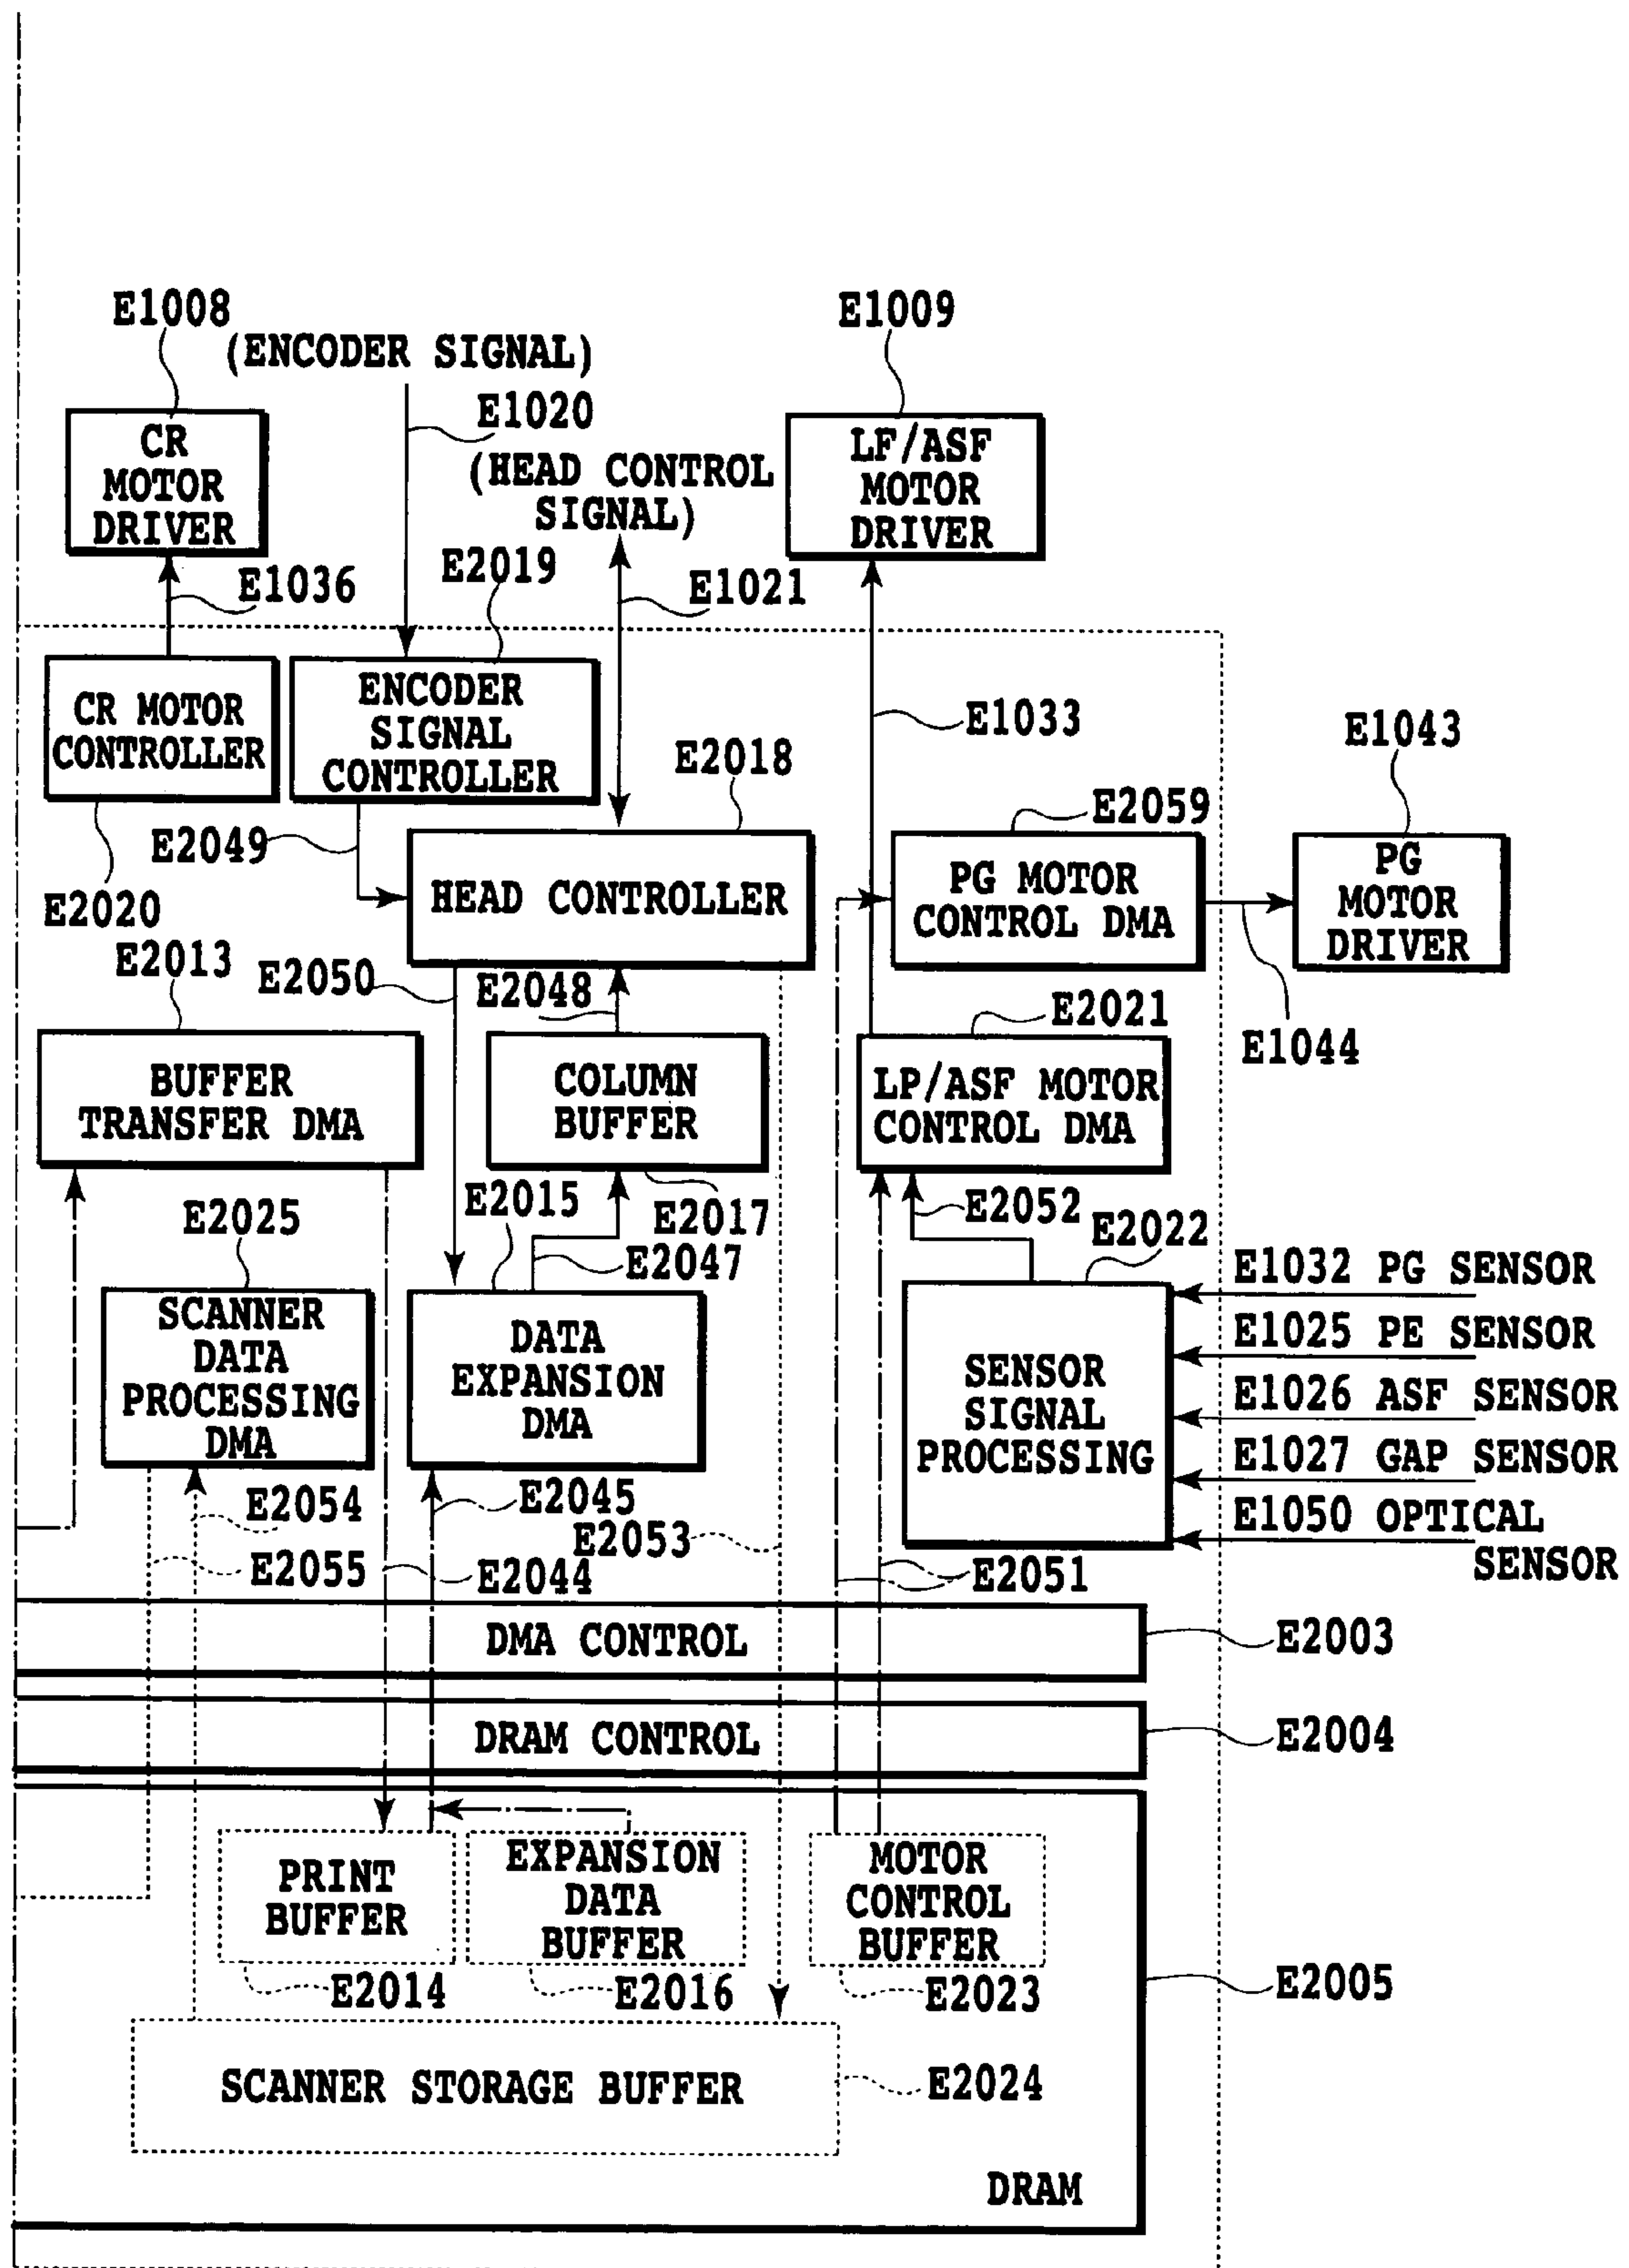 E1008
(ENCODER SIGNAL)
E1009
E1020
CR
MOTOR
DRIVER
(HEAD CONTROL
SIGNAL)
LF/ASF
MOTOR
DRIVER
E2019
E1036
E1021
CR MOTOR
CONTROLLER
ENCODER
SIGNAL
CONTROLLER
E1033
E1043
E2018
E2059
E2049
HEAD CONTROLLER
PG MOTOR
CONTROL DMA
PG
MOTOR
DRIVER
E2020
E2013
E2050
E2048
E2021
E1044
BUFFER
TRANSFER DMA
COLUMN
BUFFER
LP/ASF MOTOR
CONTROL DMA
E2015
E2017
E2052
E2025
E2022
E2047
E1032 PG SENSOR
SCANNER
DATA
PROCESSING
DMA
DATA
EXPANSION
DMA
SENSOR
SIGNAL
PROCESSING
E1025 PE SENSOR
E1026 ASF SENSOR
E1027 GAP SENSOR
E1050 OPTICAL
SENSOR
E2054
E2045
E2053
E2055
E2044
E2051
DMA CONTROL
E2003
DRAM CONTROL
E2004
PRINT
BUFFER
EXPANSION
DATA
BUFFER
MOTOR
CONTROL
BUFFER
E2014
E2016
E2023
E2005
SCANNER STORAGE BUFFER
E2024
DRAM